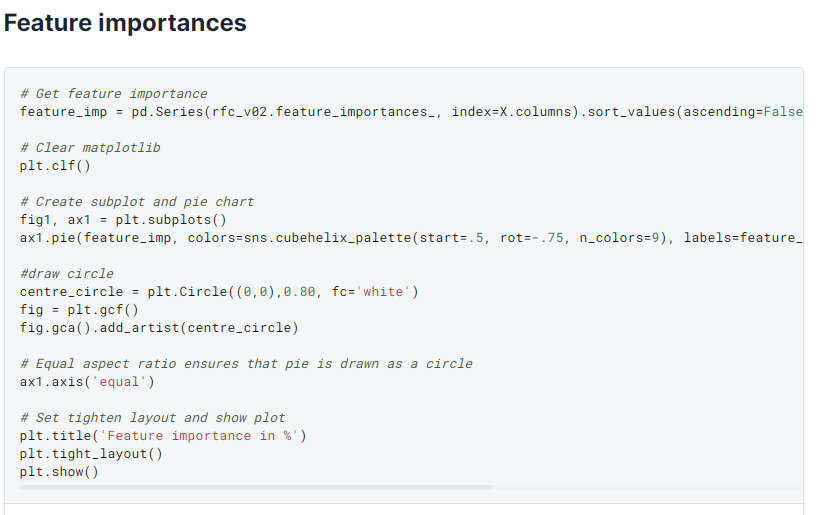 Feature importances
# Get feature importance
feature_imp = pd.Series(rfc_v02.feature_importances_, index=X.columns).sort_values(ascending=False
# Clear matplotlib
plt.clf()
# Create subplot and pie chart
fig1, ax1 = plt.subplots()
ax1.pie(feature_imp, colors=sns.cubehelix_palette(start=.5, rot=-.75, n_colors=9), labels=feature_
#draw circle
centre_circle = plt.Circle((0,0),0.80, fc='white')
fig = plt.gcf()
fig.gca().add_artist(centre_circle)
# Equal aspect ratio ensures that pie is drawn as a circle
ax1.axis('equal')
# Set tighten layout and show plot
plt.title('Feature importance in %')
plt.tight_layout()
plt.show()